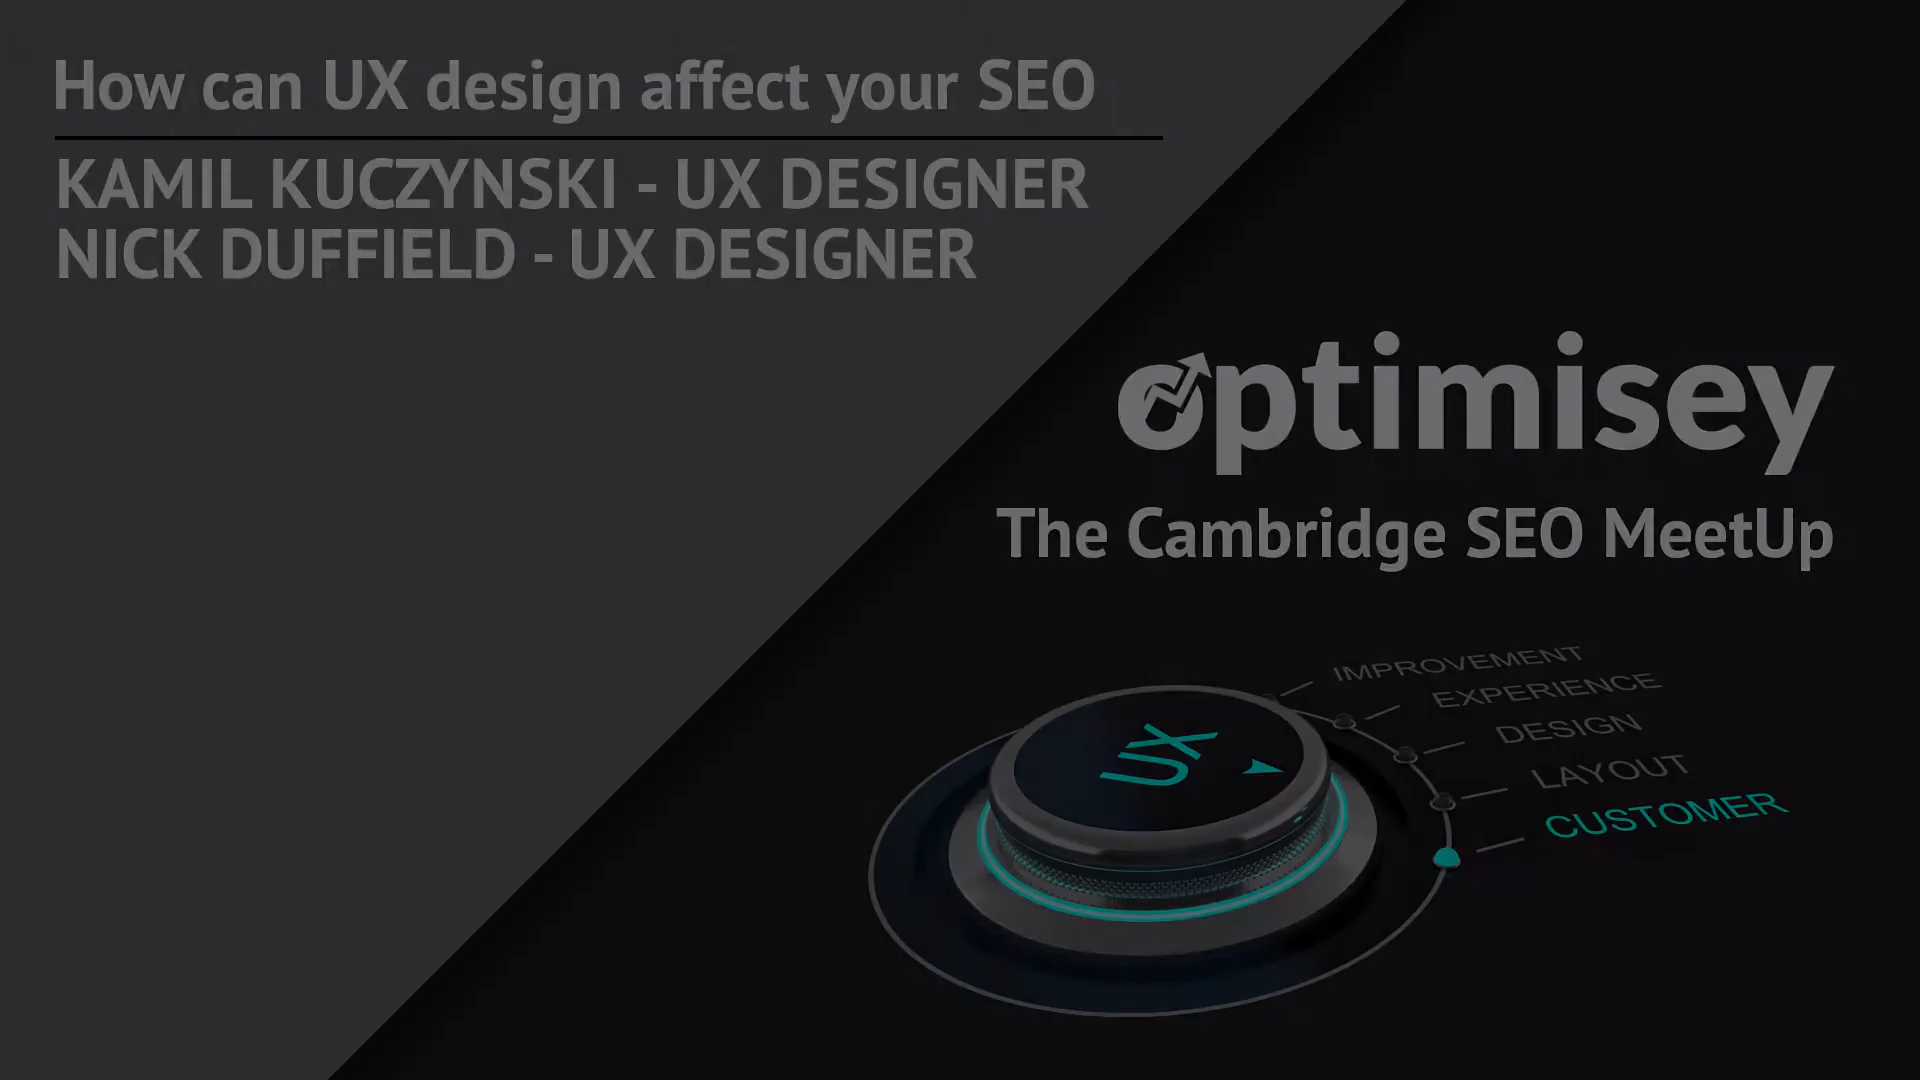 How can UX design affect your SEO
KAMIL KUCZYNSKI - UX DESIGNER
NICK DUFFIELD - UX DESIGNER
optimisey
The Cambridge SEO MeetUp
IMPROVEMENT
EXPERIENCE
DESIGN
LAYOUT
CUSTOMER
UX